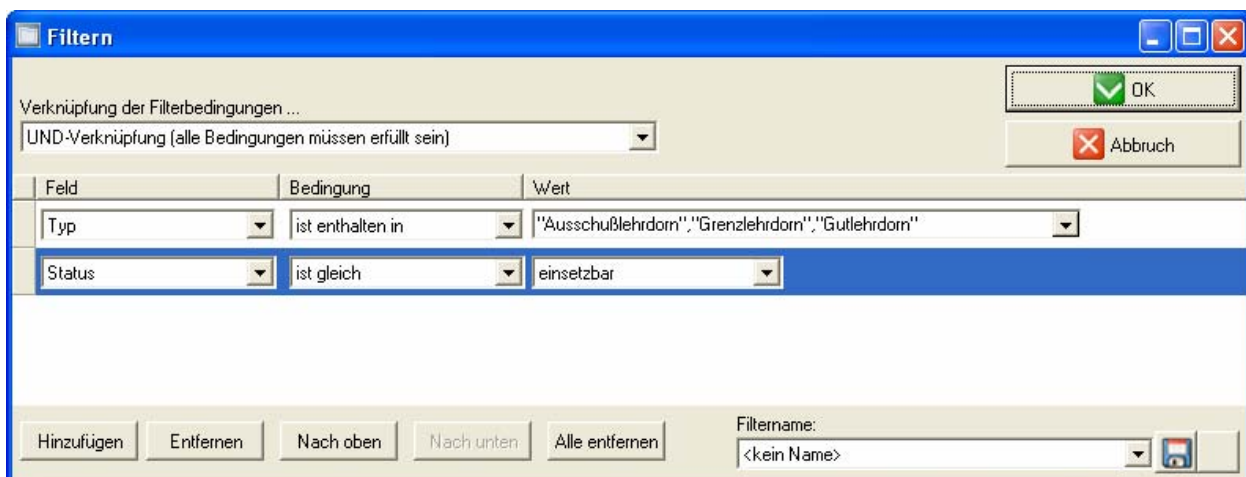 Filtern
OK
Verknüpfung der Filterbedingungen ...
UND-Verknüpfung (alle Bedingungen müssen erfüllt sein)
Abbruch
Feld Bedingung Wert
Typ ist enthalten in "Ausschußlehrdorn","Grenzlehrdorn","Gutlehrdorn"
Status ist gleich einsetzbar
Filtername:
Hinzufügen Entfernen Nach oben Nach unten Alle entfernen
<kein Name>